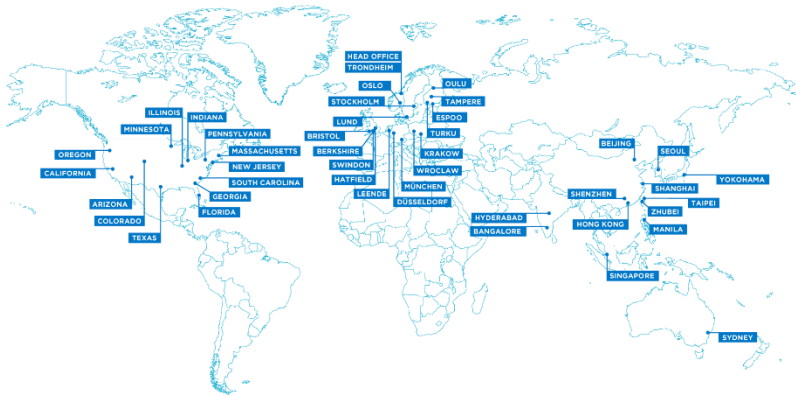 HEAD OFFICE
TRONDHEIM
OSLO
OULU
STOCKHOLM
TAMPERE
ILLINOIS
INDIANA
ESPOO
LUND
MINNESOTA
PENNSYLVANIA
BRISTOL
TURKU
BEIJING
SEOUL
OREGON
MASSACHUSETTS
BERKSHIRE
KRAKOW
NEW JERSEY
SWINDON
WROCLAW
CALIFORNIA
HATFIELD
YOKOHAMA
SOUTH CAROLINA
MÜNCHEN
SHANGHAI
LEENDE
SHENZHEN
GEORGIA
DÜSSELDORF
TAIPEI
ARIZONA
FLORIDA
ZHUBEI
COLORADO
HYDERABAD
HONG KONG
BANGALORE
MANILA
TEXAS
SINGAPORE
SYDNEY